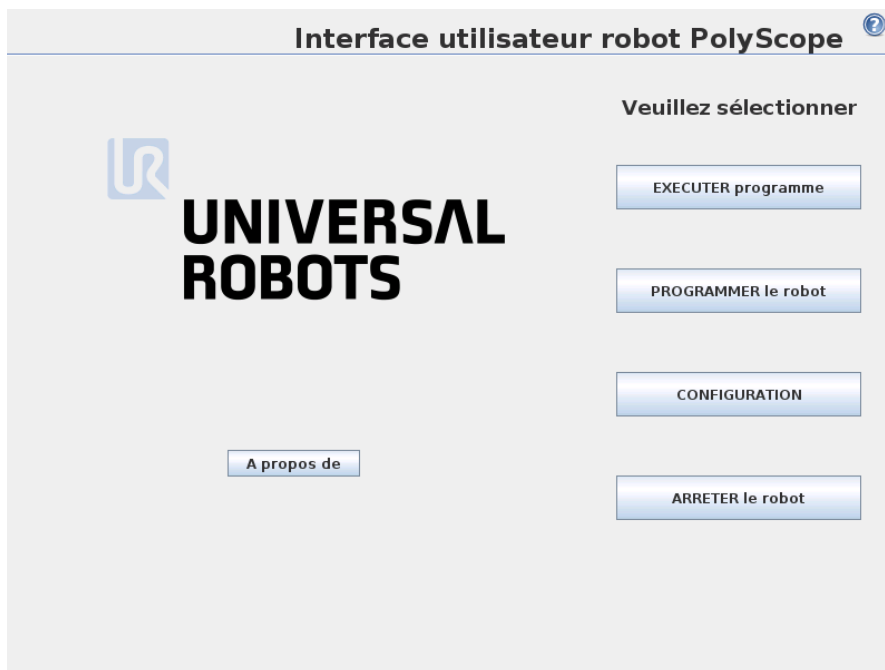 Interface utilisateur robot PolyScope ?
Veuillez sélectionner
UR
UNIVERSAL
ROBOTS
EXECUTER programme
PROGRAMMER le robot
CONFIGURATION
A propos de
ARRETER le robot